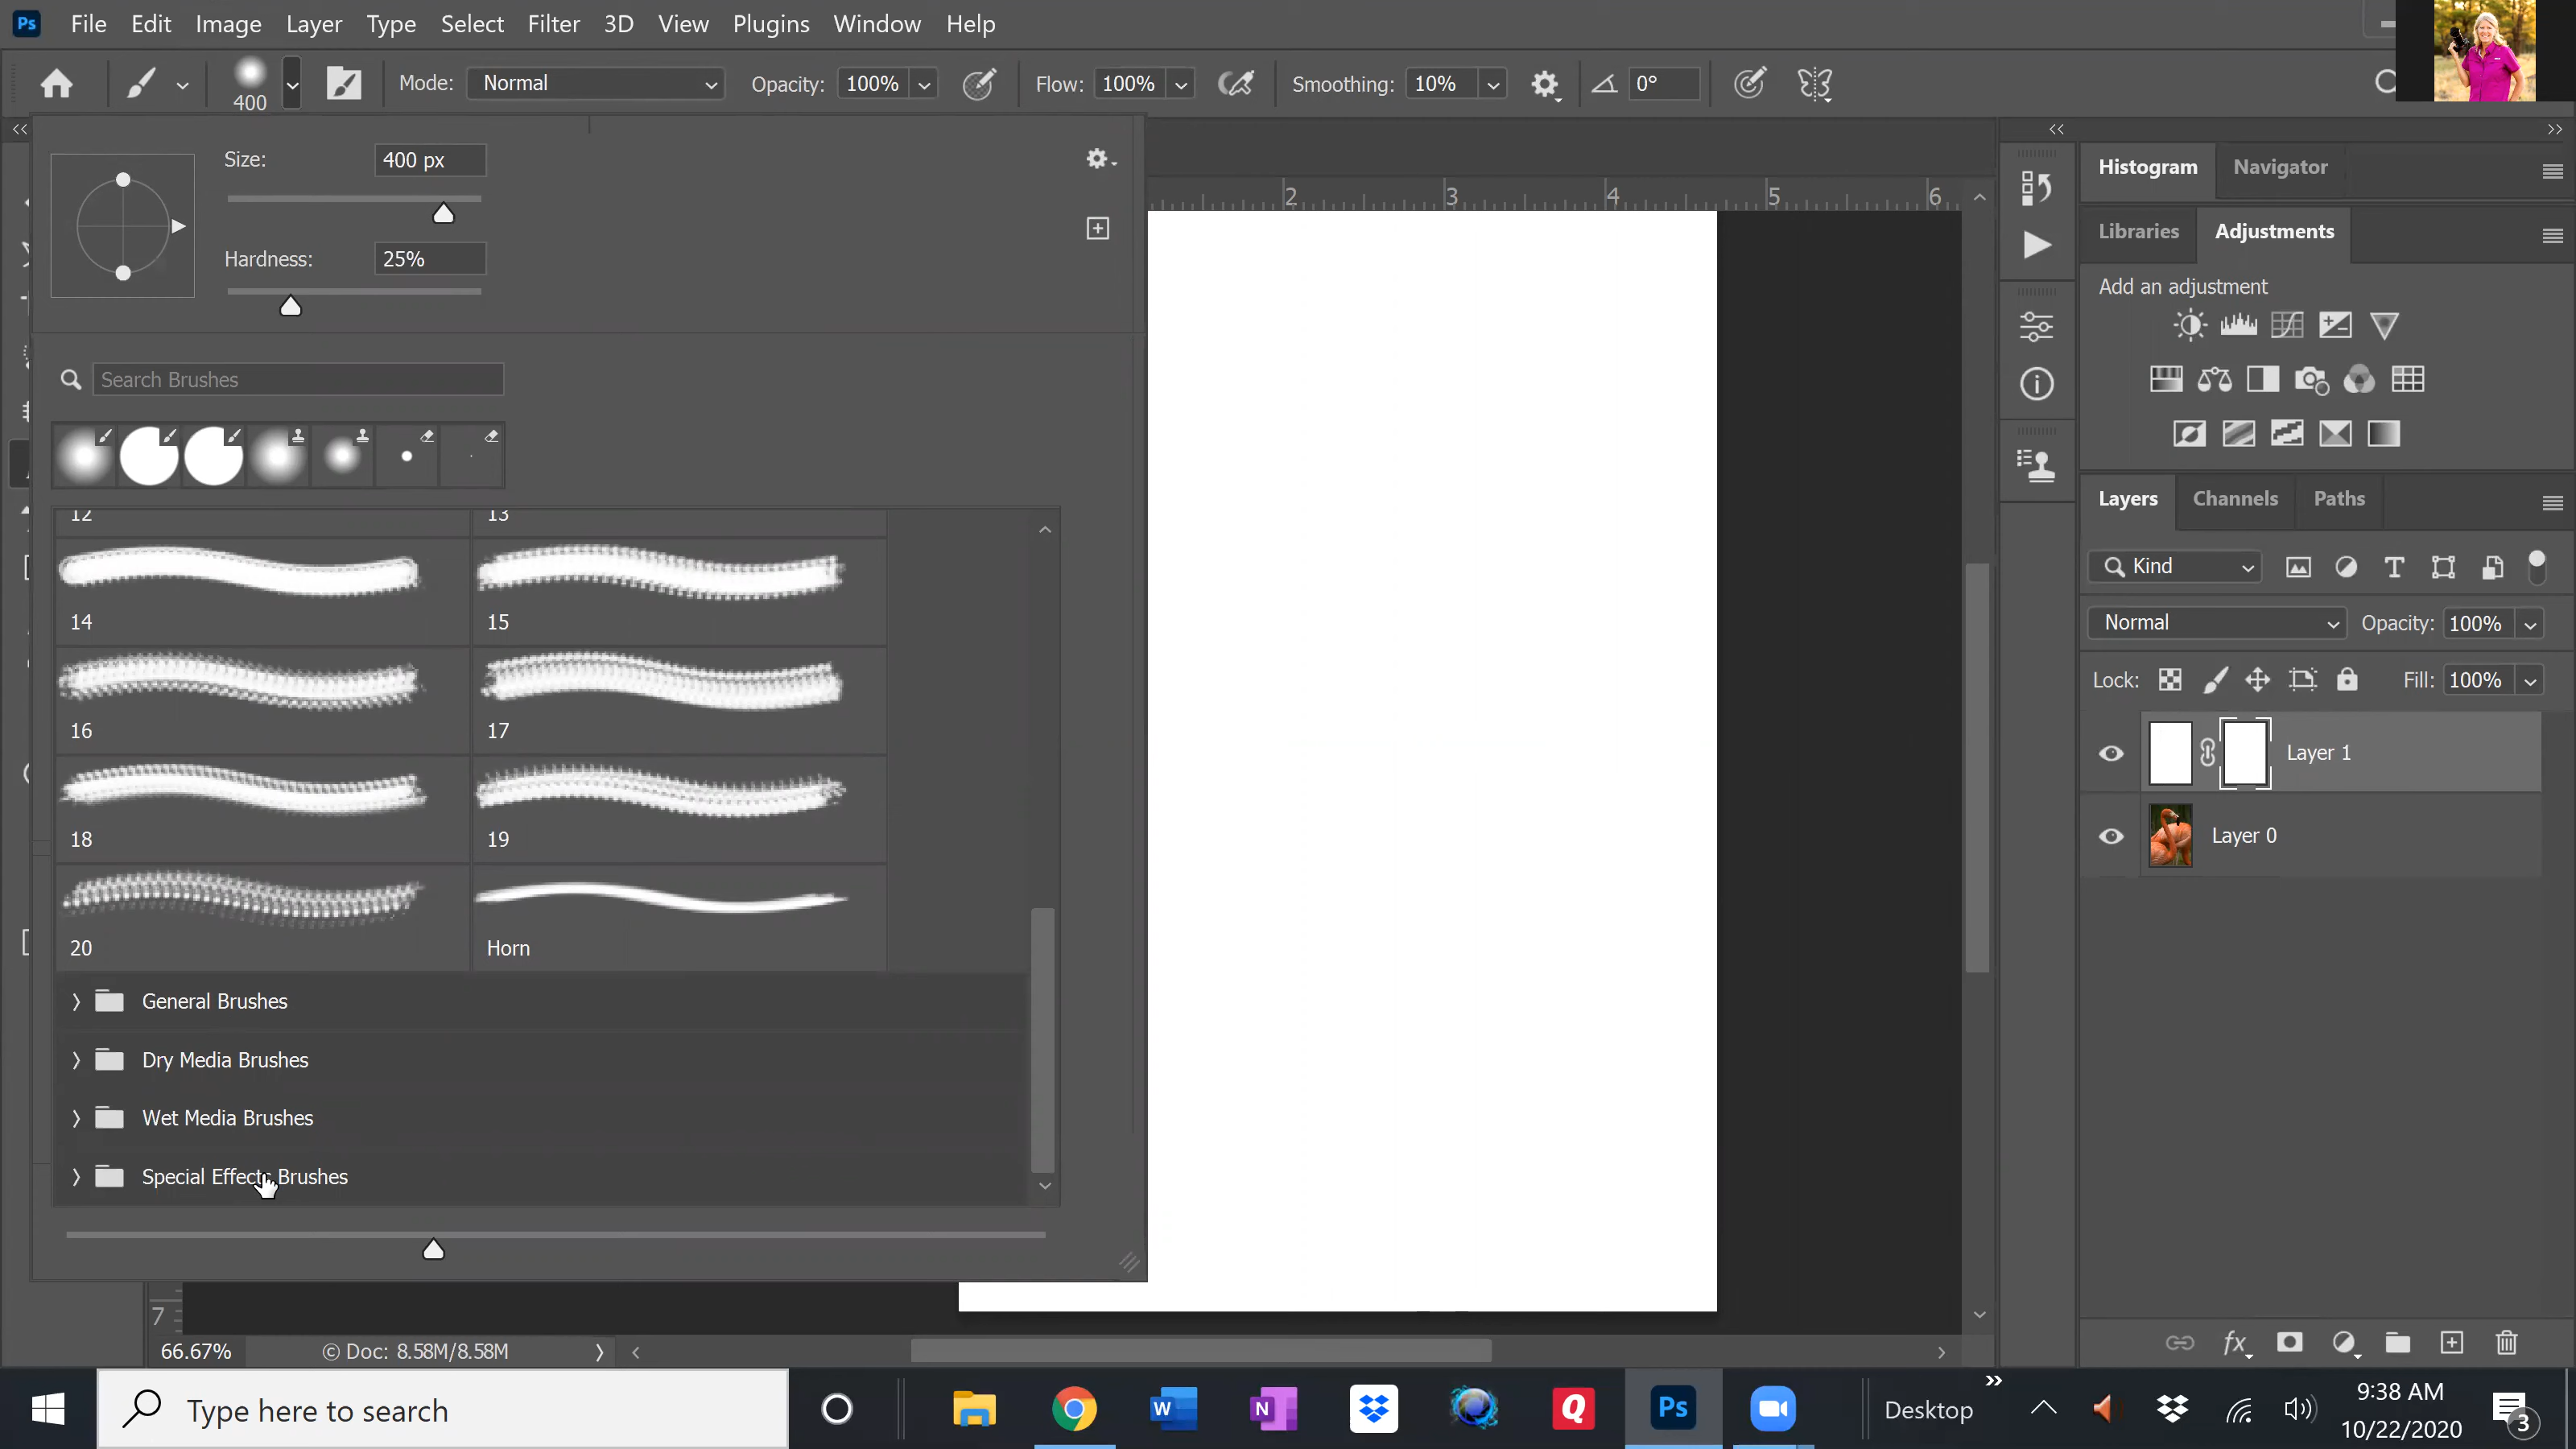 Ps File Edit Image Layer Type Select Filter 3D View Plugins Window Help
400 Mode: Normal Opacity: 100% Flow: 100% Smoothing: 10% 0°
Size: 400 px
Hardness: 25%
Search Brushes
12 13
14 15
16 17
18 19
20 Horn
General Brushes
Dry Media Brushes
Wet Media Brushes
Special Effects Brushes
2 3 4 5 6
7
66.67% © Doc: 8.58M/8.58M
Histogram Navigator
Libraries Adjustments
Add an adjustment
Layers Channels Paths
Kind
Normal Opacity: 100%
Lock: Fill: 100%
Layer 1
Layer 0
fx
Type here to search
W N Q Ps
Desktop
9:38 AM
10/22/2020
3